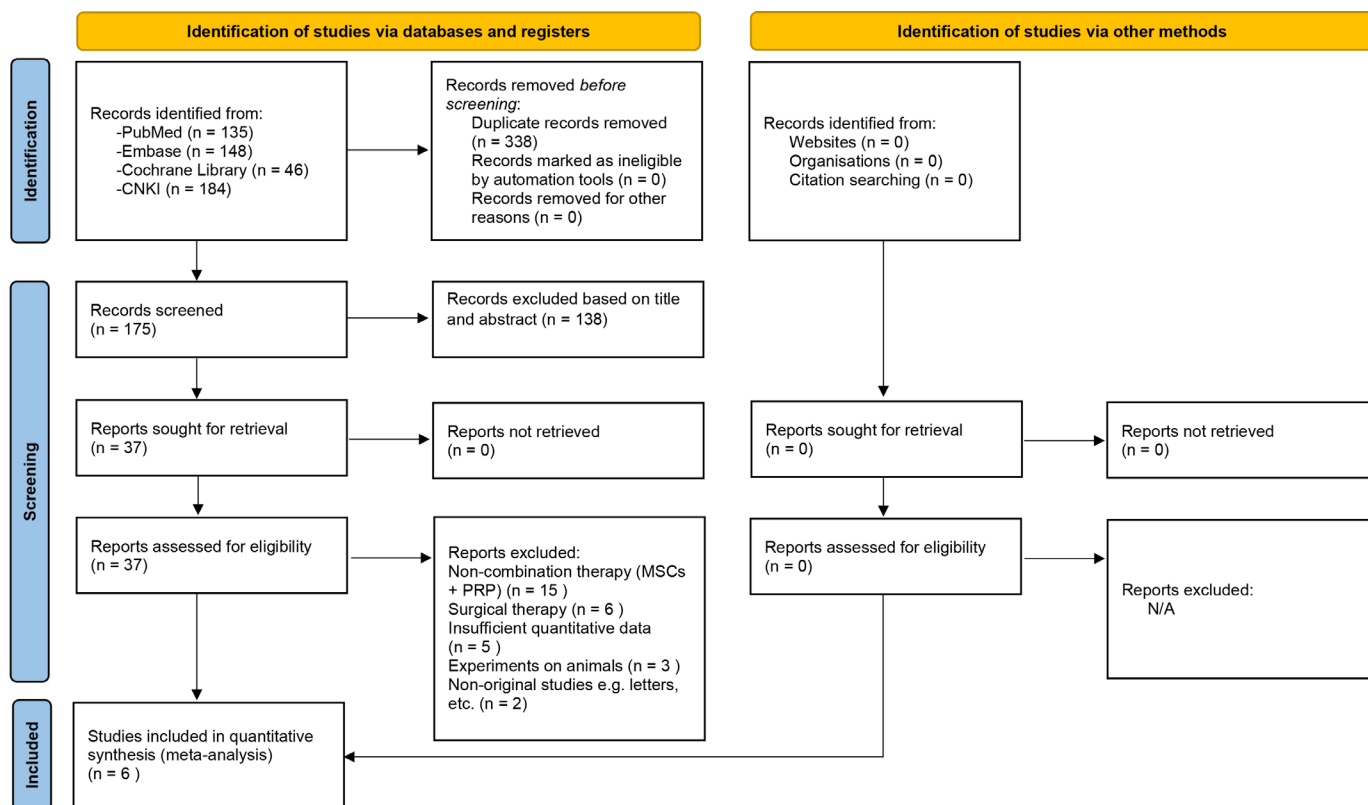 Identification of studies via databases and registers
Identification of studies via other methods
Identification
Records identified from:
-PubMed (n = 135)
-Embase (n = 148)
-Cochrane Library (n = 46)
-CNKI (n = 184)
Records removed before
screening:
Duplicate records removed
(n = 338)
Records marked as ineligible
by automation tools (n = 0)
Records removed for other
reasons (n = 0)
Records identified from:
Websites (n = 0)
Organisations (n = 0)
Citation searching (n = 0)
Screening
Records screened
(n = 175)
Records excluded based on title
and abstract (n = 138)
Reports sought for retrieval
(n = 37)
Reports not retrieved
(n = 0)
Reports sought for retrieval
(n = 0)
Reports not retrieved
(n = 0)
Reports assessed for eligibility
(n = 37)
Reports excluded:
Non-combination therapy (MSCs
+ PRP) (n = 15 )
Surgical therapy (n = 6 )
Insufficient quantitative data
(n = 5 )
Experiments on animals (n = 3 )
Non-original studies e.g. letters,
etc. (n = 2)
Reports assessed for eligibility
(n = 0)
Reports excluded:
N/A
Included
Studies included in quantitative
synthesis (meta-analysis)
(n = 6 )